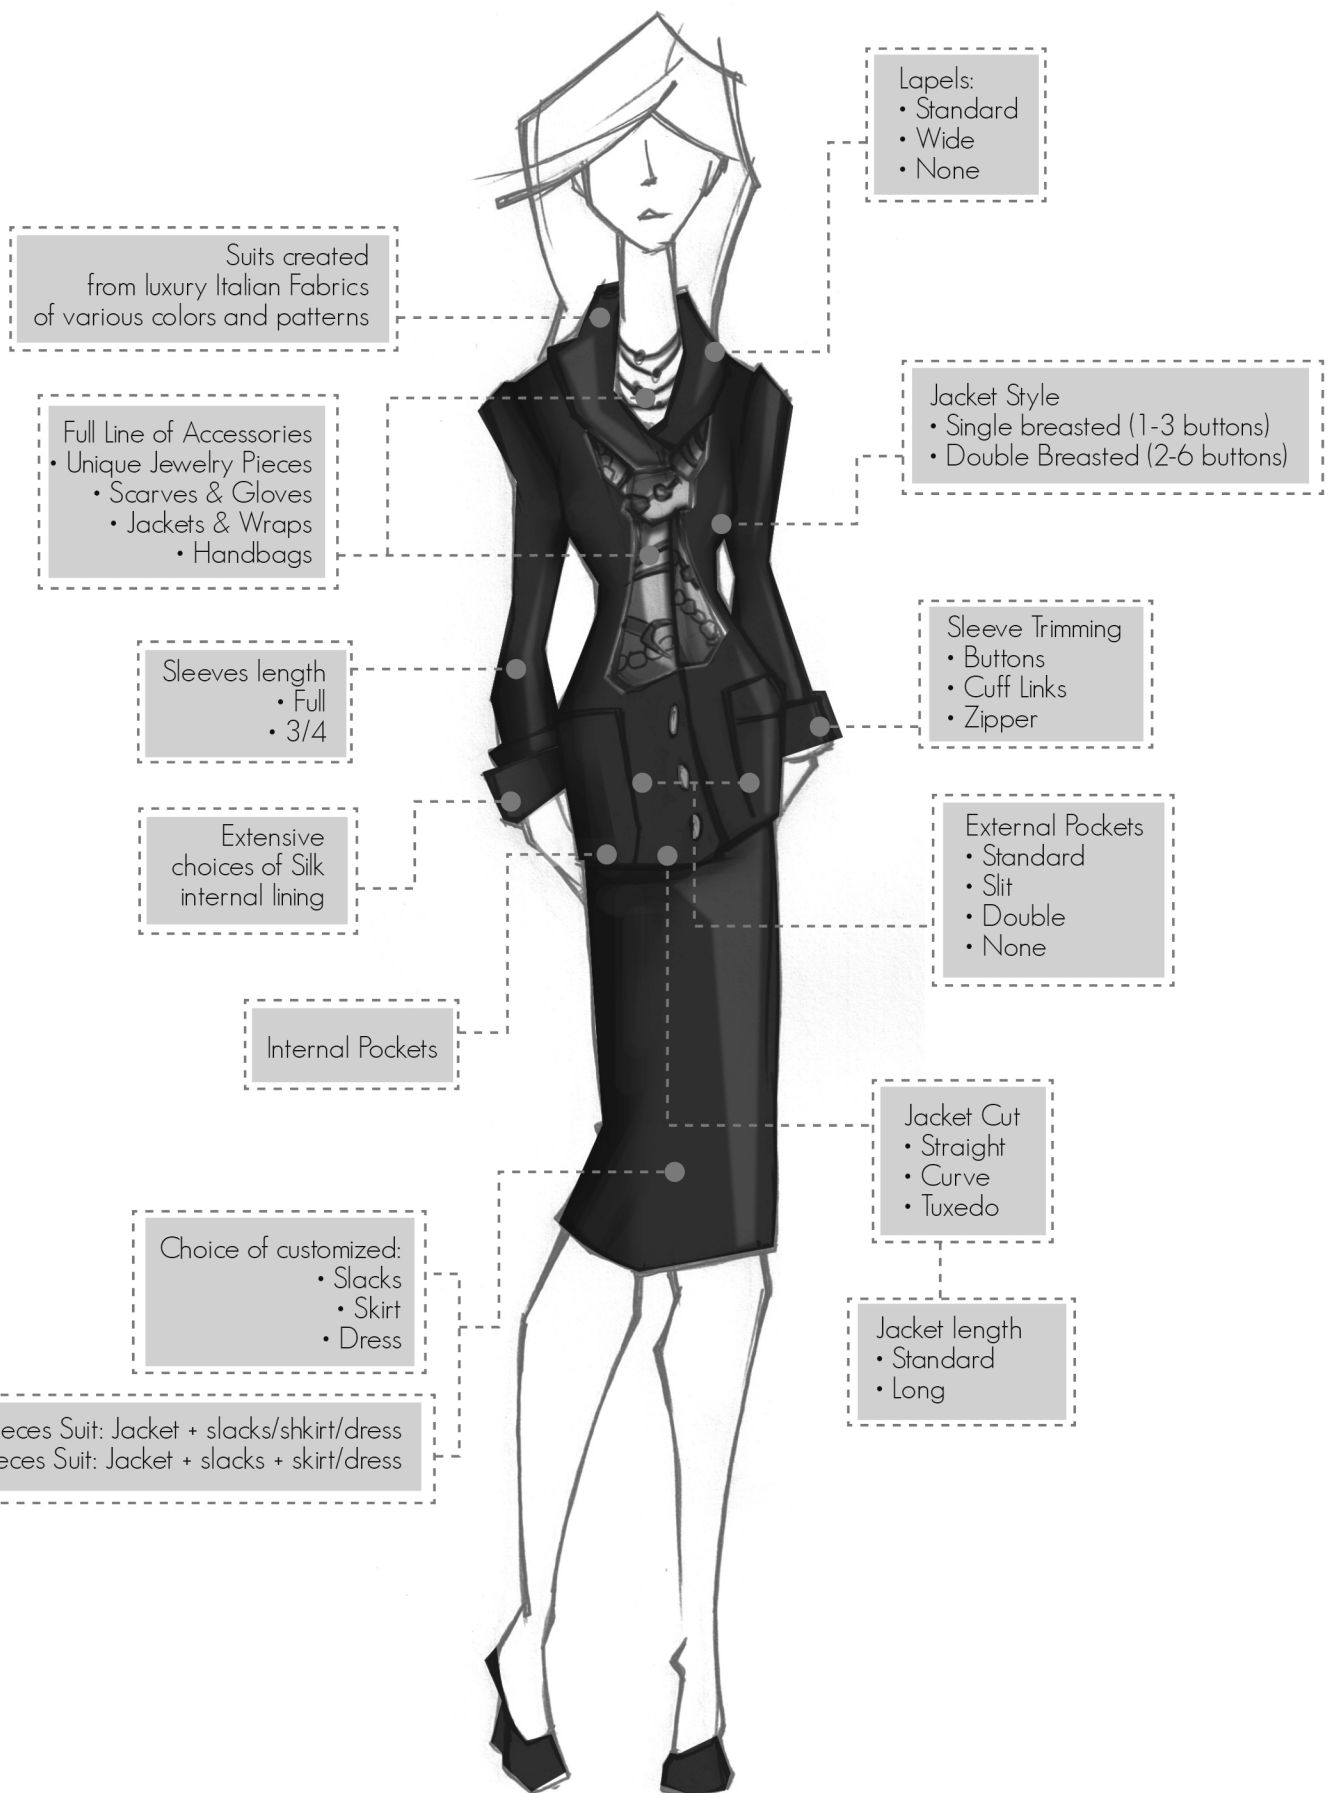 Lapels:
• Standard
• Wide
• None
Suits created
from luxury Italian Fabrics
of various colors and patterns
Jacket Style
• Single breasted (1-3 buttons)
• Double Breasted (2-6 buttons)
Full Line of Accessories
• Unique Jewelry Pieces
• Scarves & Gloves
• Jackets & Wraps
• Handbags
Sleeve Trimming
• Buttons
• Cuff Links
• Zipper
Sleeves length
• Full
• 3/4
External Pockets
• Standard
• Slit
• Double
• None
Extensive
choices of Silk
internal lining
Internal Pockets
Jacket Cut
• Straight
• Curve
• Tuxedo
Choice of customized:
• Slacks
• Skirt
• Dress
Jacket length
• Standard
• Long
Suit: Jacket + slacks/shkirt/dress
Suit: Jacket + slacks + skirt/dress